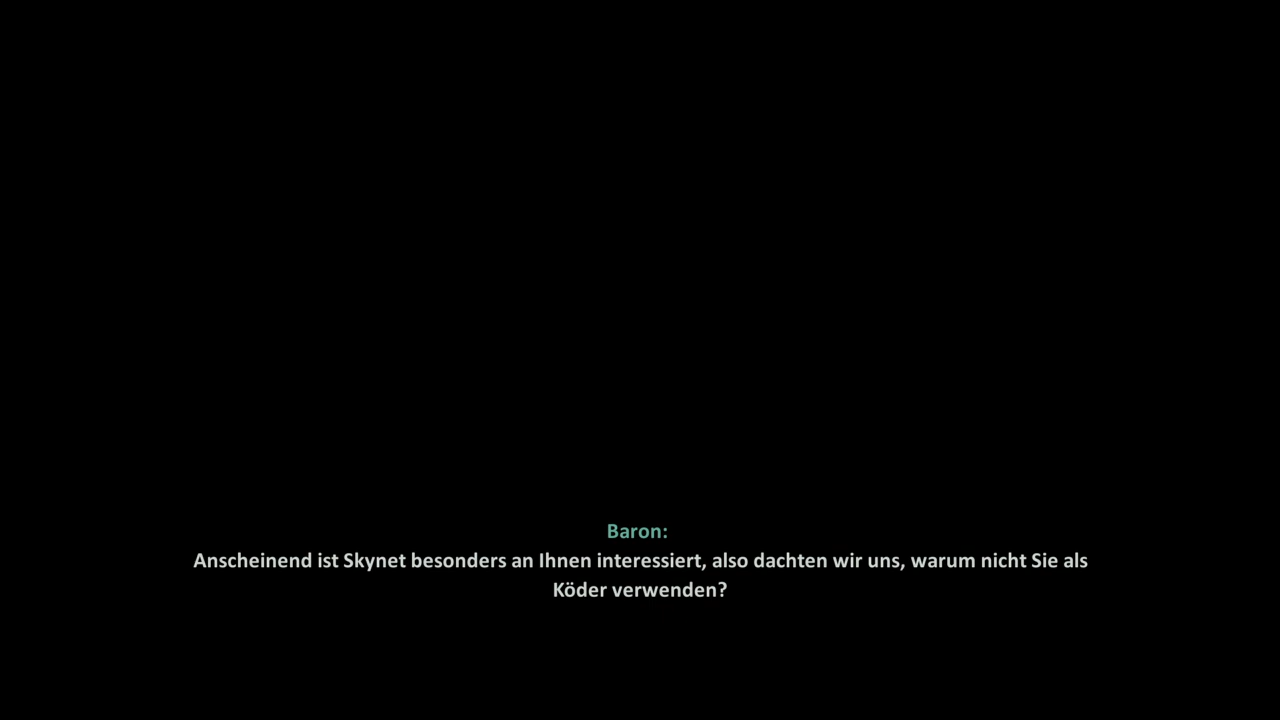 Baron:
Anscheinend ist Skynet besonders an Ihnen interessiert, also dachten wir uns, warum nicht Sie als
Köder verwenden?